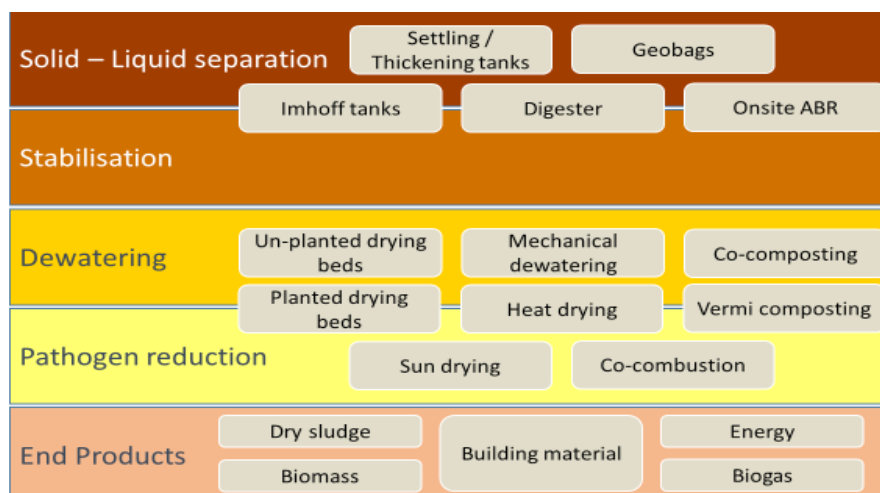 Solid – Liquid separation
Settling /
Thickening tanks
Geobags
Imhoff tanks
Digester
Onsite ABR
Stabilisation
Dewatering
Un-planted drying
beds
Mechanical
dewatering
Co-composting
Planted drying
beds
Heat drying
Vermi composting
Pathogen reduction
Sun drying
Co-combustion
End Products
Dry sludge
Building material
Energy
Biomass
Biogas